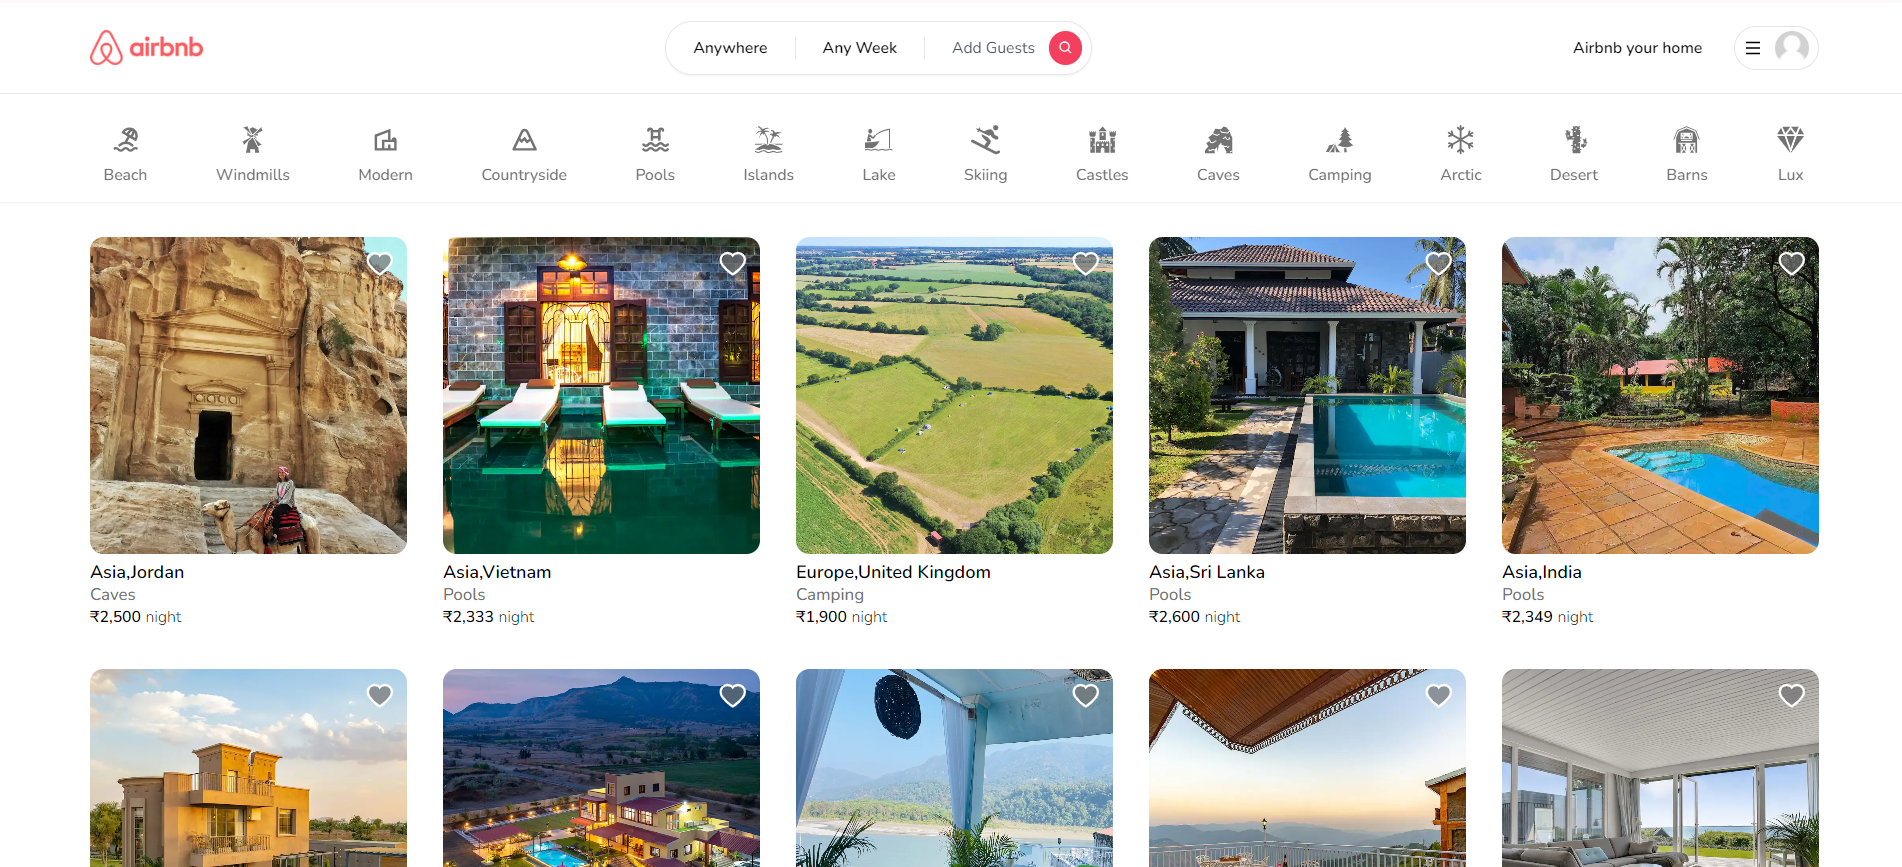 airbnb
Anywhere
Any Week
Add Guests
Airbnb your home
Beach
Windmills
Modern
Countryside
Pools
Islands
Lake
Skiing
Castles
Caves
Camping
Arctic
Desert
Barns
Lux
Asia,Jordan
Caves
₹2,500 night
Asia,Vietnam
Pools
₹2,333 night
Europe,United Kingdom
Camping
₹1,900 night
Asia,Sri Lanka
Pools
₹2,600 night
Asia,India
Pools
₹2,349 night